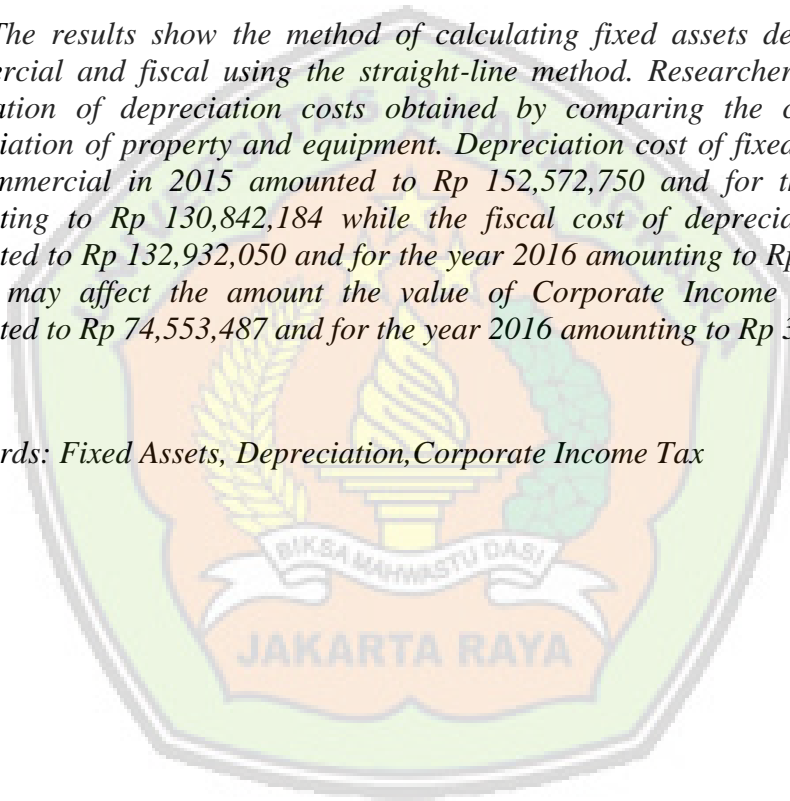 The results show the method of calculating fixed assets de
ercial and fiscal using the straight-line method. Researcher
ation of depreciation costs obtained by comparing the c
iation of property and equipment. Depreciation cost of fixed
mmercial in 2015 amounted to Rp 152,572,750 and for th
ting to Rp 130,842,184 while the fiscal cost of deprecia
ted to Rp 132,932,050 and for the year 2016 amounting to Rp
may affect the amount the value of Corporate Income
ted to Rp 74,553,487 and for the year 2016 amounting to Rp 3
rds: Fixed Assets, Depreciation,Corporate Income Tax
BIKSA MAHWASTU DASI
JAKARTA RAYA